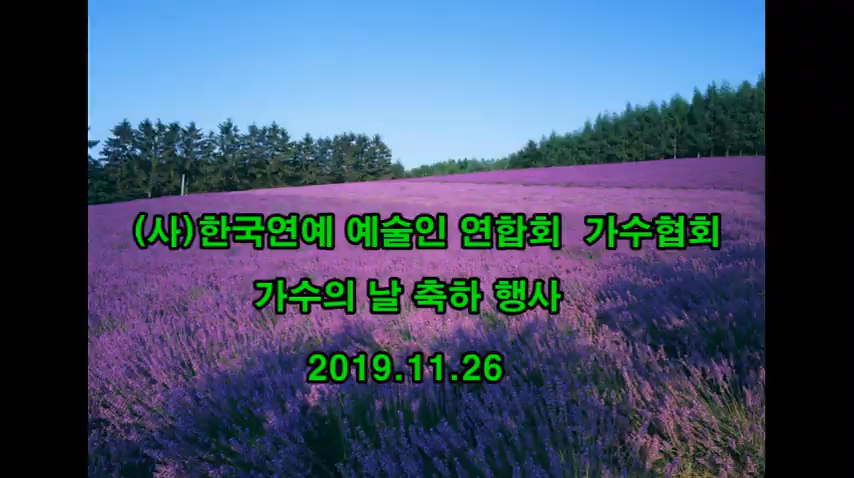 (사)한국연예 예술인 연합회 가수협회
가수의 날 축하 행사
2019.11.26